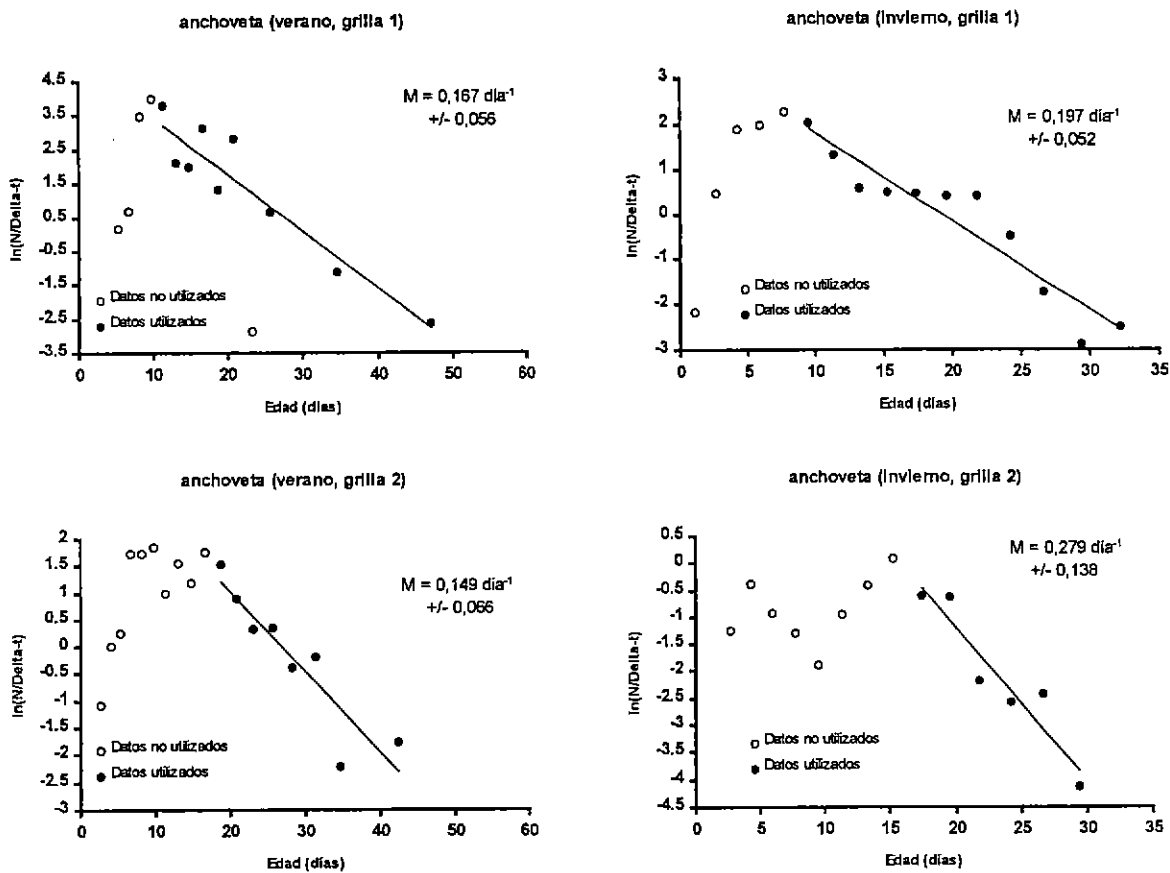 anchoveta (verano, grilla 1)
M = 0,167 día-1
+/- 0,056
ln(N/Delta-t)
4.5
3.5
2.5
1.5
0.5
-0.5
-1.5
-2.5
-3.5
Datos no utilizados
Datos utilizados
0 10 20 30 40 50 60
Edad (días)
anchoveta (invierno, grilla 1)
M = 0,197 día-1
+/- 0,052
ln(N/Delta-t)
3
2
1
0
-1
-2
-3
Datos no utilizados
Datos utilizados
0 5 10 15 20 25 30 35
Edad (días)
anchoveta (verano, grilla 2)
M = 0,149 día-1
+/- 0,066
ln(N/Delta-t)
2
1.5
1
0.5
0
-0.5
-1
-1.5
-2
-2.5
-3
Datos no utilizados
Datos utilizados
0 10 20 30 40 50 60
Edad (días)
anchoveta (invierno, grilla 2)
M = 0,279 día-1
+/- 0,138
ln(N/Delta-t)
0.5
0
-0.5
-1
-1.5
-2
-2.5
-3
-3.5
-4
-4.5
Datos no utilizados
Datos utilizados
0 5 10 15 20 25 30 35
Edad (días)